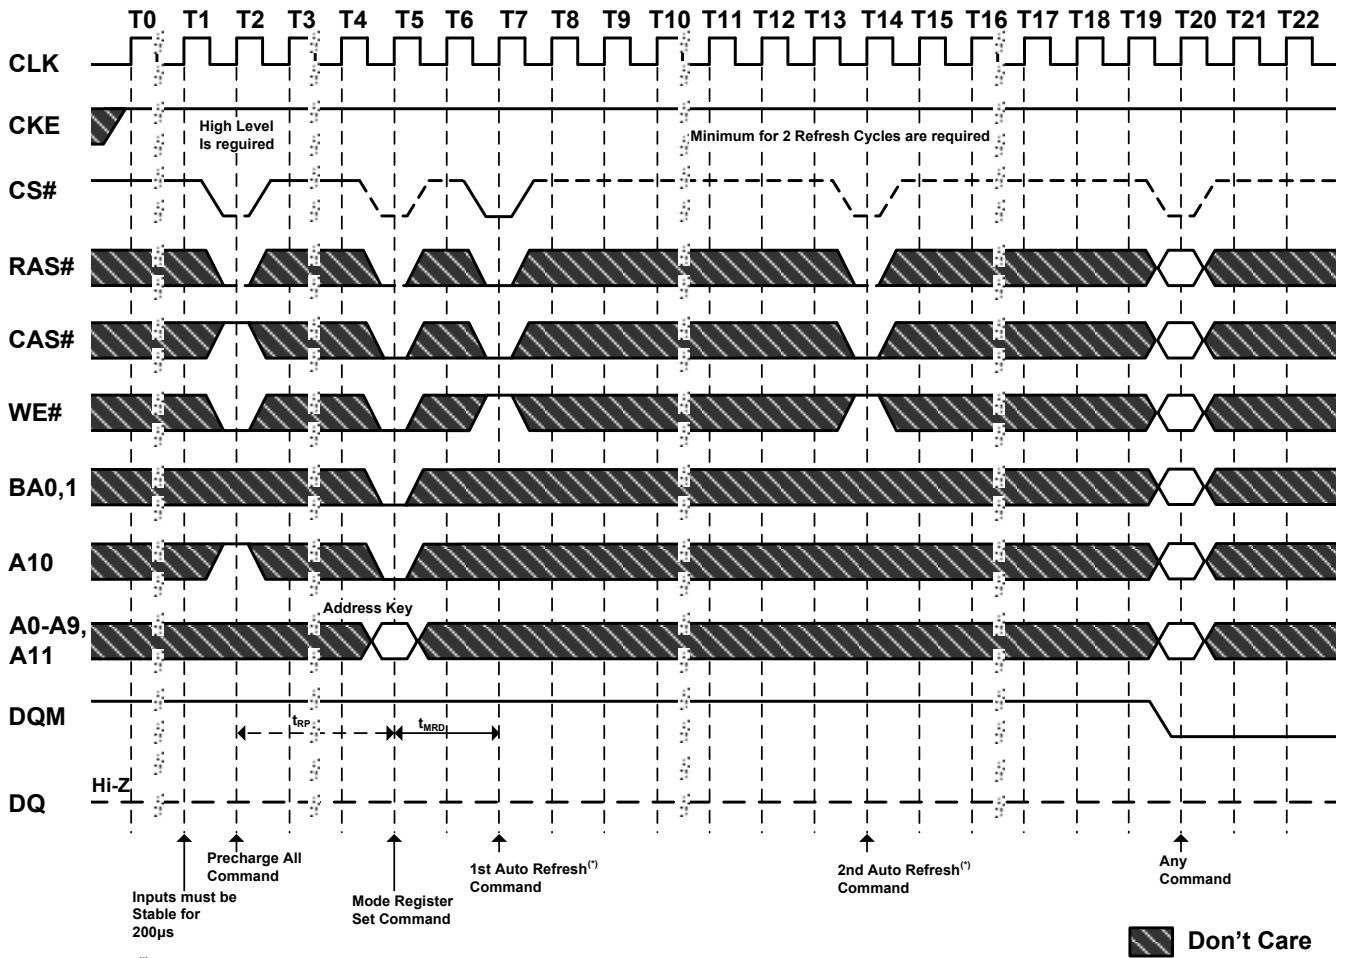 T0 T1 T2 T3 T4 T5 T6 T7 T8 T9 T10 T11 T12 T13 T14 T15 T16 T17 T18 T19 T20 T21 T22
CLK
CKE
High Level
Is reguired
Minimum for 2 Refresh Cycles are required
CS#
RAS#
CAS#
WE#
BA0,1
A10
Address Key
A0-A9,
A11
DQM
tRP
tMRD
Hi-Z
DQ
Precharge All
Command
1st Auto Refresh(*)
Command
2nd Auto Refresh(*)
Command
Any
Command
Inputs must be
Stable for
200μs
Mode Register
Set Command
Don't Care